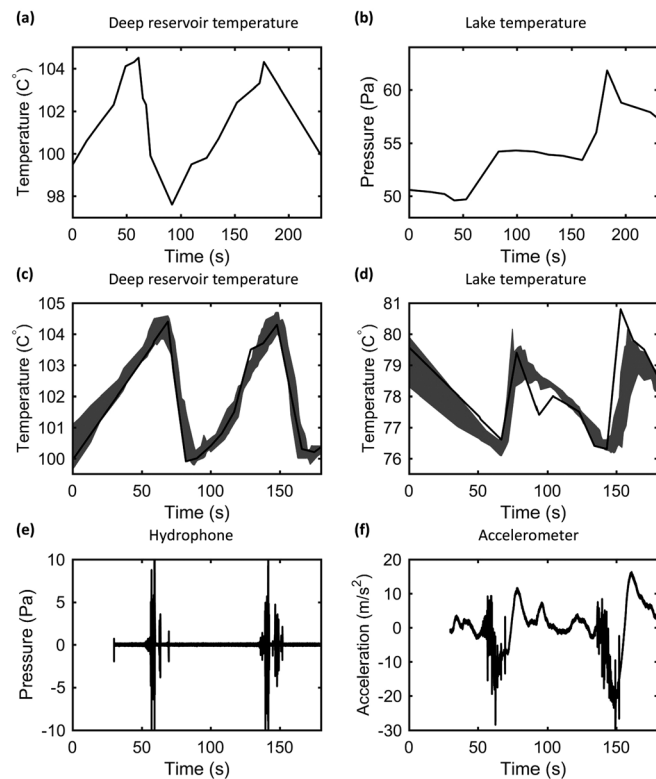 (a) Deep reservoir temperature
104
102
100
98
Temperature (C°)
0 50 100 150 200
Time (s)
(b) Lake temperature
60
55
50
Pressure (Pa)
0 50 100 150 200
Time (s)
(c) Deep reservoir temperature
105
104
103
102
101
100
Temperature (C°)
0 50 100 150
Time (s)
(d) Lake temperature
81
80
79
78
77
76
Temperature (C°)
0 50 100 150
Time (s)
(e) Hydrophone
10
5
0
-5
-10
Pressure (Pa)
0 50 100 150
Time (s)
(f) Accelerometer
20
10
0
-10
-20
-30
Acceleration (m/s²)
0 50 100 150
Time (s)